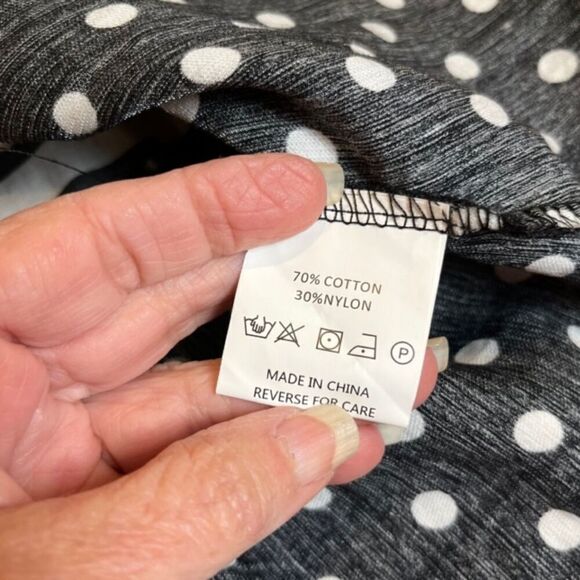 70% COTTON
30%NYLON
P
MADE IN CHINA
REVERSE FOR CARE